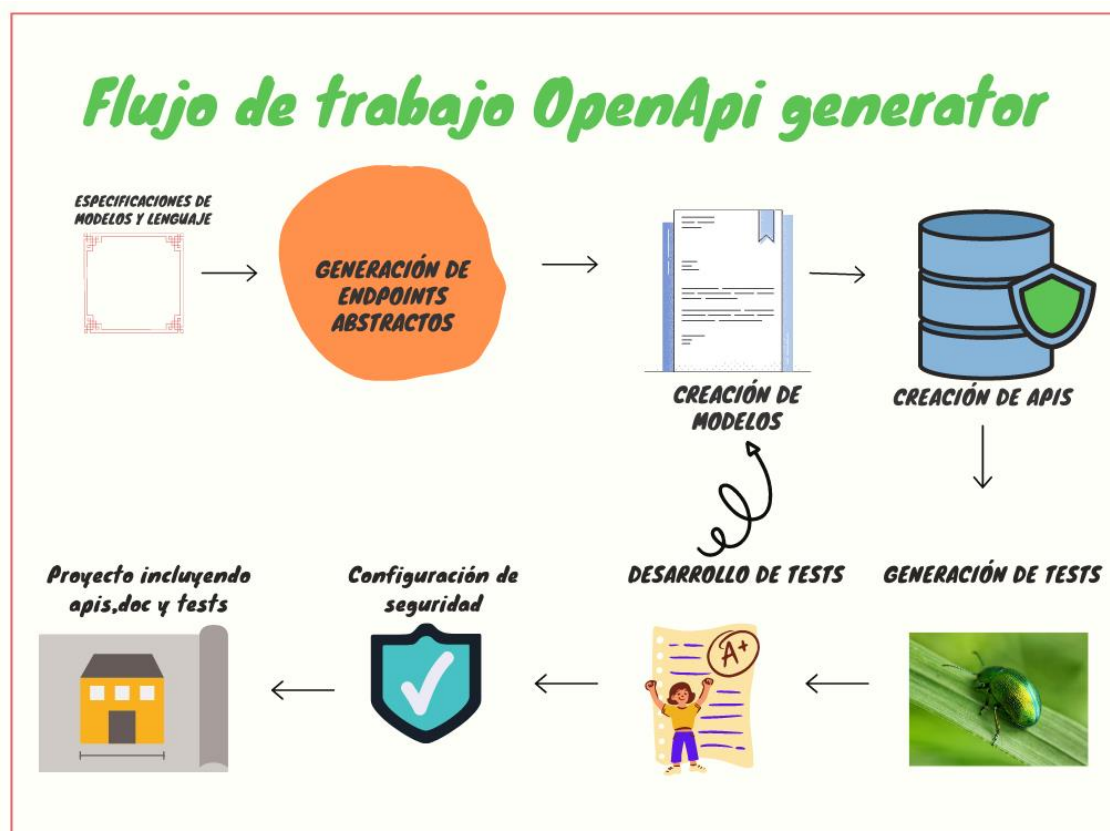 Flujo de trabajo OpenApi generator
ESPECIFICACIONES DE
MODELOS Y LENGUAJE
GENERACIÓN DE
ENDPOINTS
ABSTRACTOS
CREACIÓN DE
MODELOS
CREACIÓN DE APIS
Proyecto incluyendo
apis,doc y tests
Configuración de
seguridad
DESARROLLO DE TESTS
GENERACIÓN DE TESTS
A+